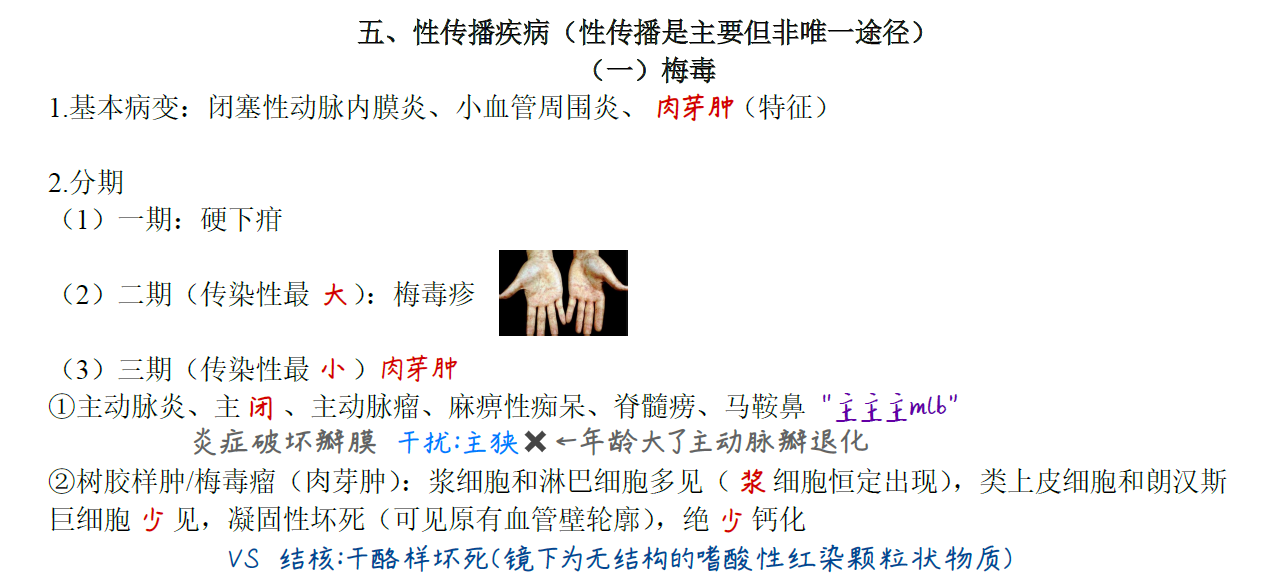 五、性传播疾病（性传播是主要但非唯一途径）
（一）梅毒
1.基本病变：闭塞性动脉内膜炎、小血管周围炎、肉芽肿（特征）
2.分期
（1）一期：硬下疳
（2）二期（传染性最大）：梅毒疹
（3）三期（传染性最小）肉芽肿
①主动脉炎、主闭、主动脉瘤、麻痹性痴呆、脊髓痨、马鞍鼻 "主主主mlb"
炎症破坏瓣膜 干扰:主狭✖←年龄大了主动脉瓣退化
②树胶样肿/梅毒瘤（肉芽肿）：浆细胞和淋巴细胞多见（浆细胞恒定出现），类上皮细胞和朗汉斯
巨细胞少见，凝固性坏死（可见原有血管壁轮廓），绝少钙化
VS 结核:干酪样坏死(镜下为无结构的嗜酸性红染颗粒状物质)